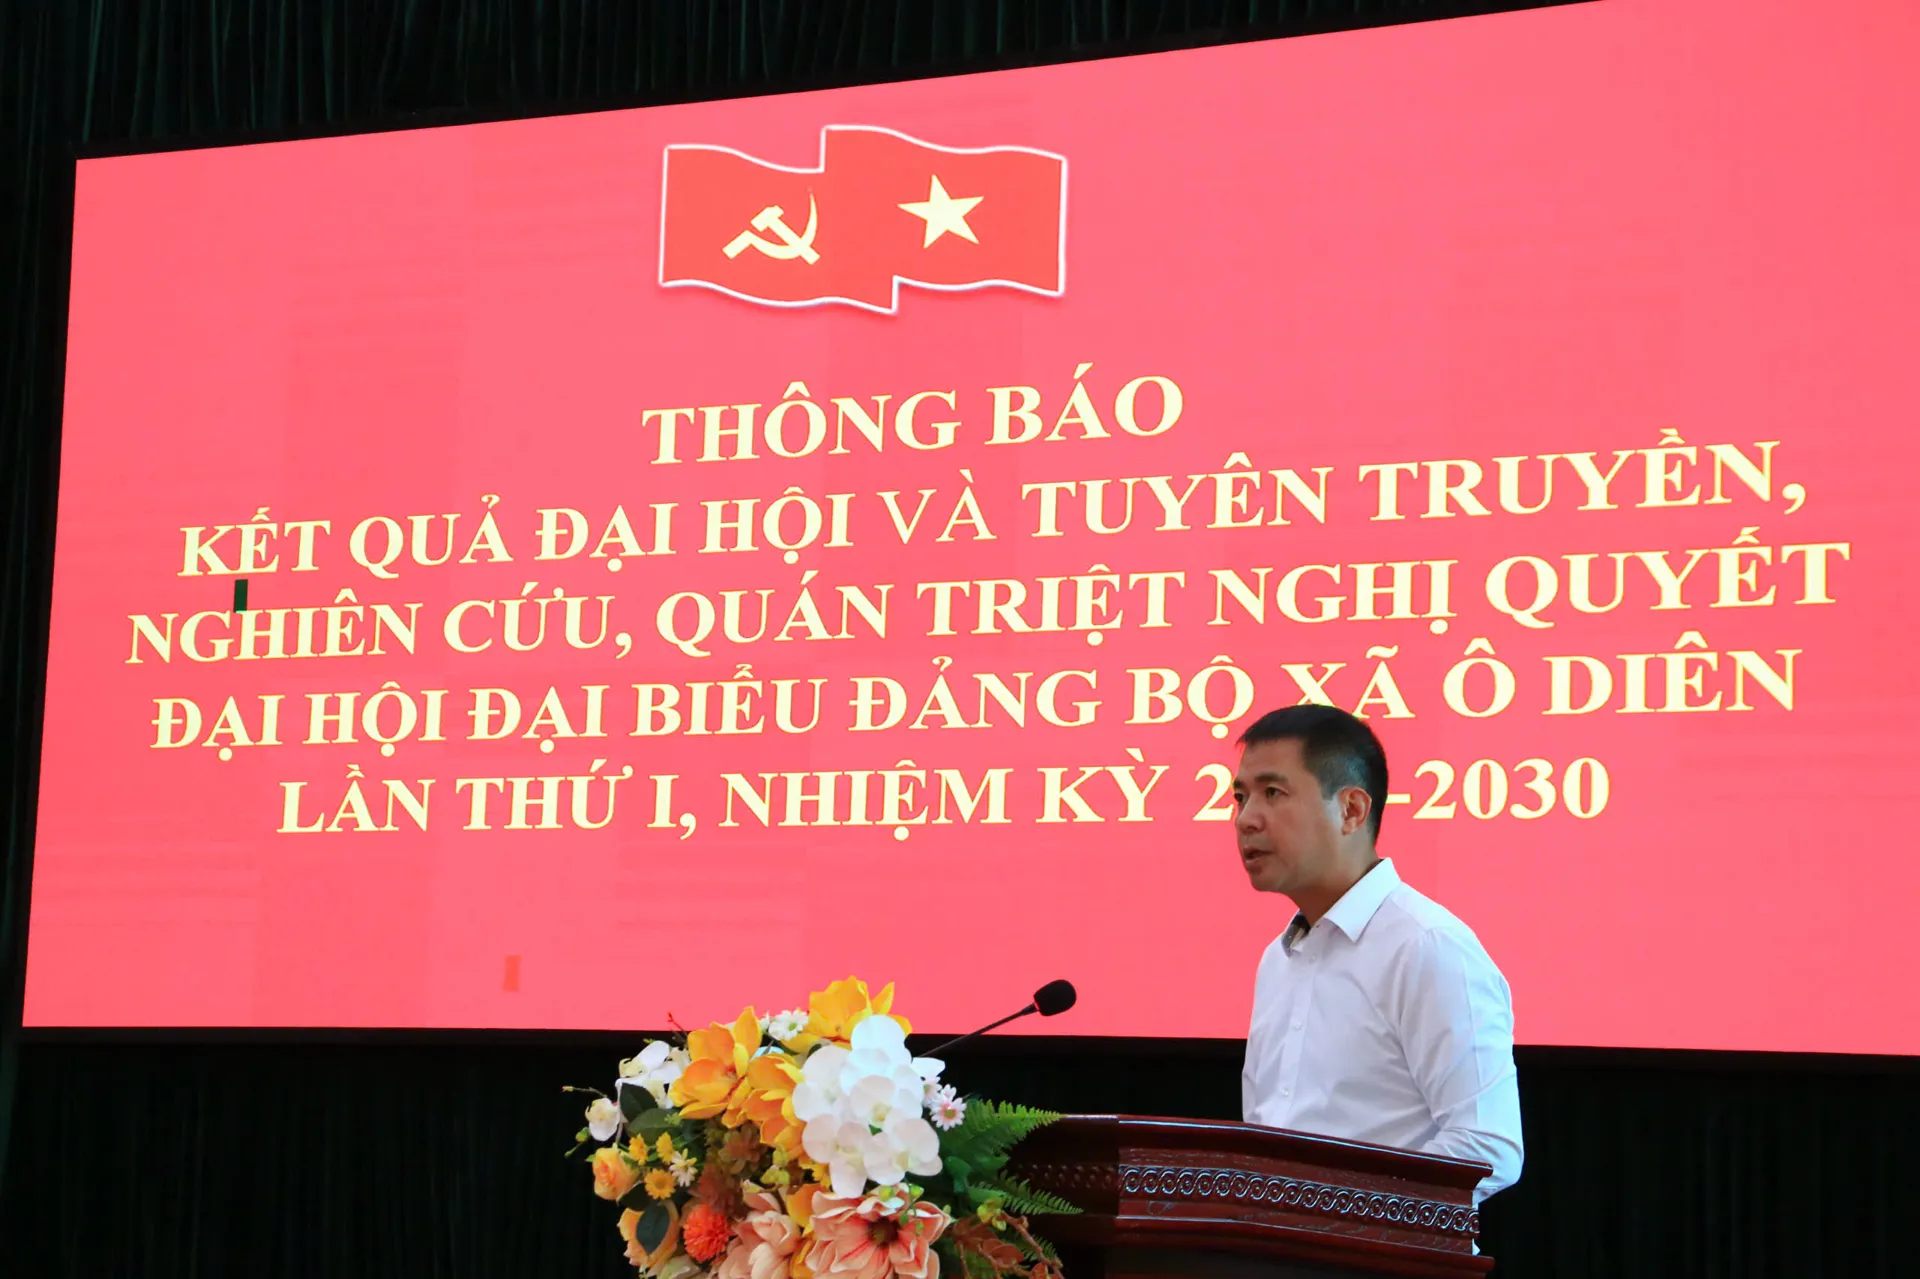 THÔNG BÁO
KẾT QUẢ ĐẠI HỘI VÀ TUYÊN TRUYỀN,
NGHIÊN CỨU, QUÁN TRIỆT NGHỊ QUYẾT
ĐẠI HỘI ĐẠI BIỂU ĐẢNG BỘ XÃ Ô DIÊN
LẦN THỨ I, NHIỆM KỲ 2 -2030